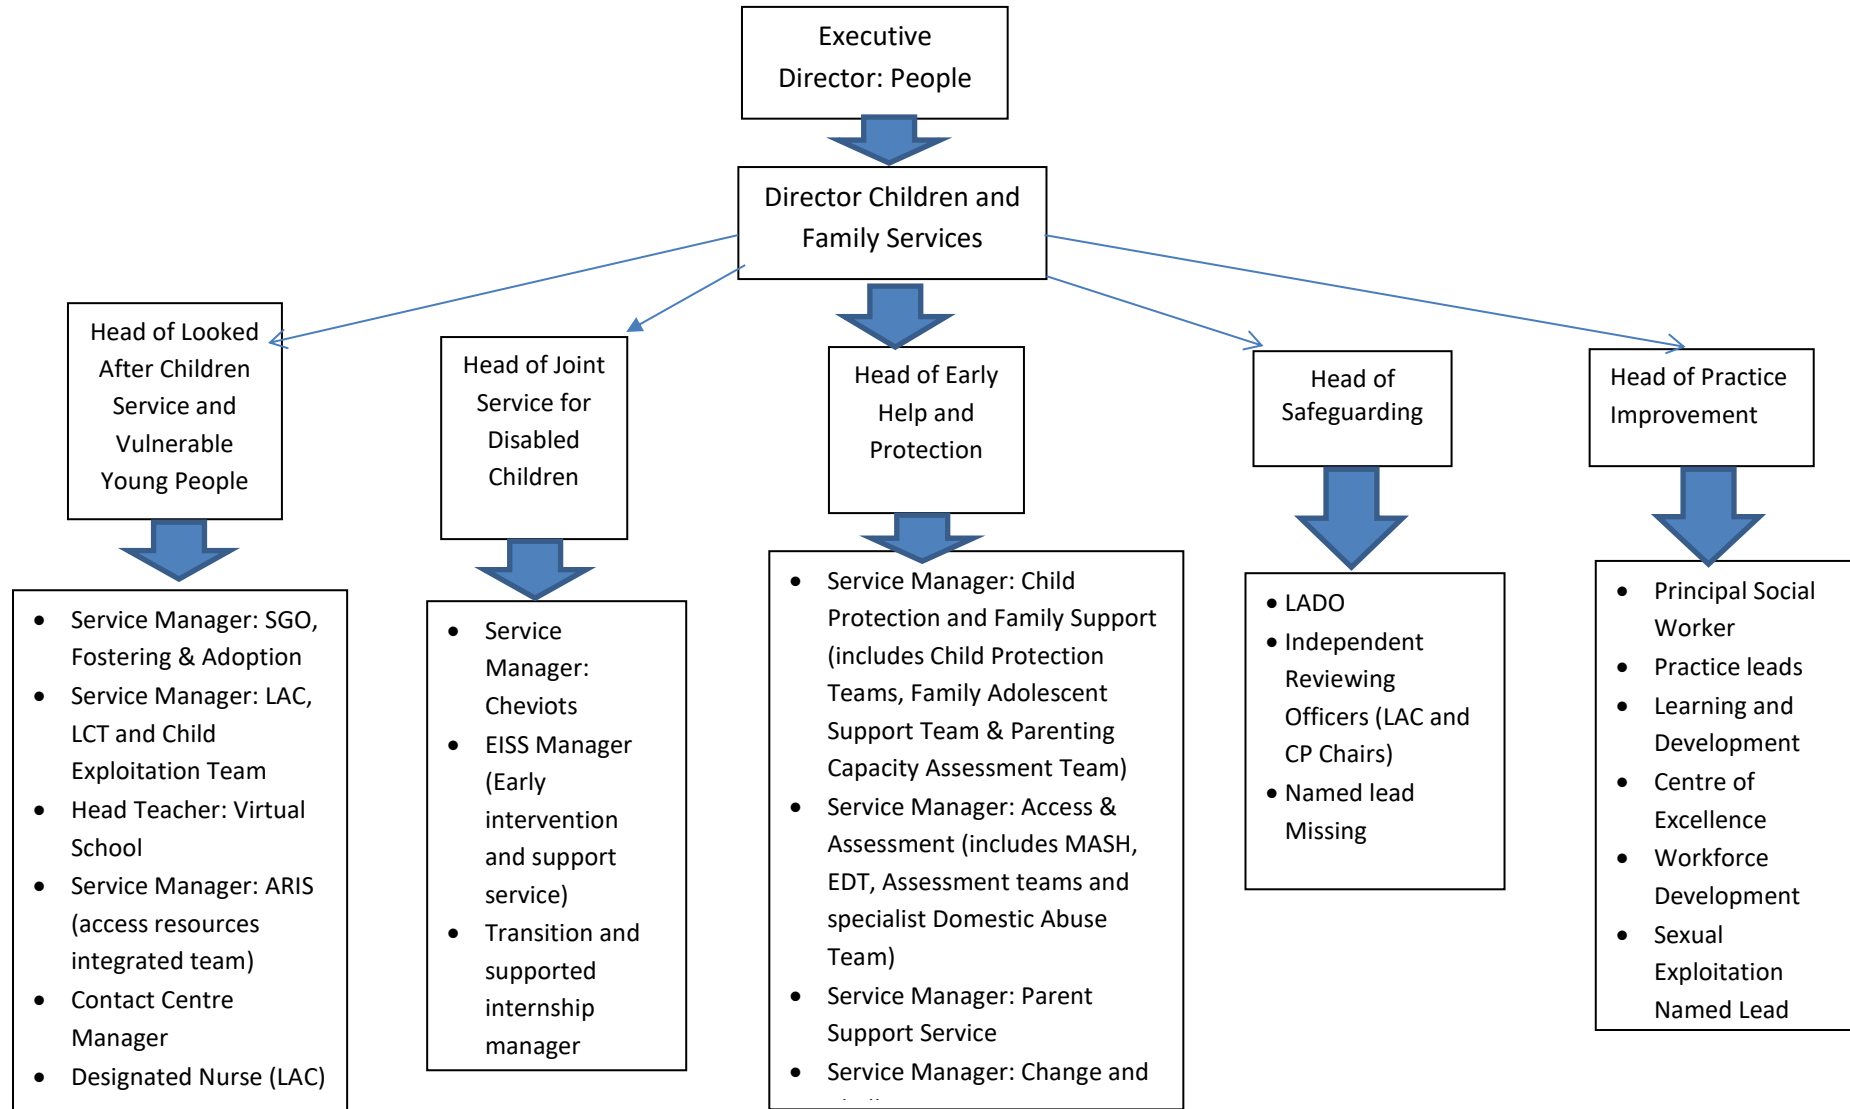 Executive
Director: People
Director Children and
Family Services
Head of Looked
After Children
Service and
Vulnerable
Young People
Head of Joint
Service for
Disabled
Children
Head of Early
Help and
Protection
Head of
Safeguarding
Head of Practice
Improvement
• Service Manager: SGO,
Fostering & Adoption
• Service Manager: LAC,
LCT and Child
Exploitation Team
• Head Teacher: Virtual
School
• Service Manager: ARIS
(access resources
integrated team)
• Contact Centre
Manager
• Designated Nurse (LAC)
• Service
Manager:
Cheviots
• EISS Manager
(Early
intervention
and support
service)
• Transition and
supported
internship
manager
• Service Manager: Child
Protection and Family Support
(includes Child Protection
Teams, Family Adolescent
Support Team & Parenting
Capacity Assessment Team)
• Service Manager: Access &
Assessment (includes MASH,
EDT, Assessment teams and
specialist Domestic Abuse
Team)
• Service Manager: Parent
Support Service
• Service Manager: Change and
• LADO
• Independent
Reviewing
Officers (LAC and
CP Chairs)
• Named lead
Missing
• Principal Social
Worker
• Practice leads
• Learning and
Development
• Centre of
Excellence
• Workforce
Development
• Sexual
Exploitation
Named Lead